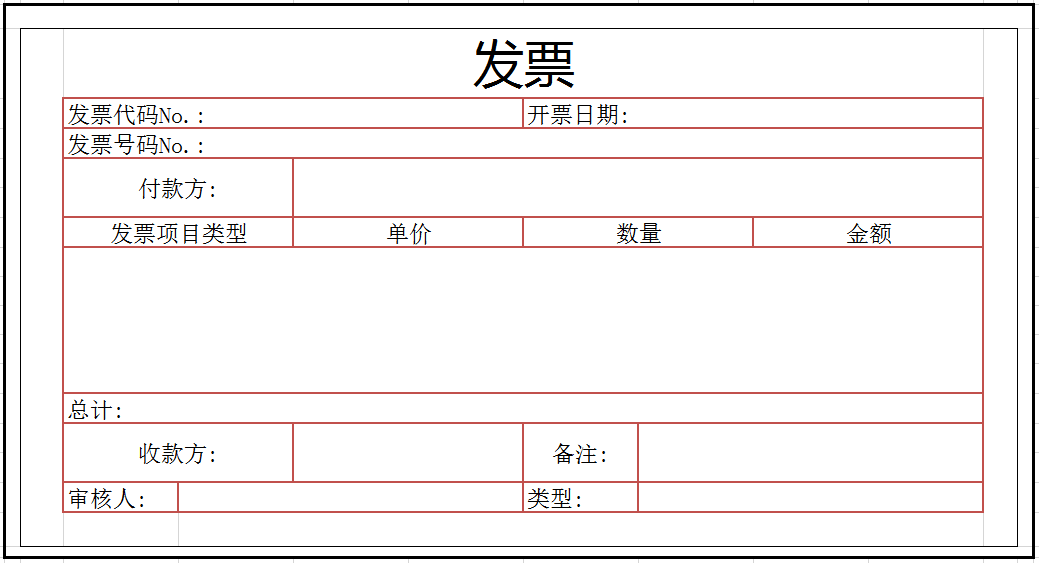 发票
发票代码No.: 开票日期:
发票号码No.:
付款方:
发票项目类型 单价 数量 金额
总计:
收款方: 备注:
审核人: 类型: